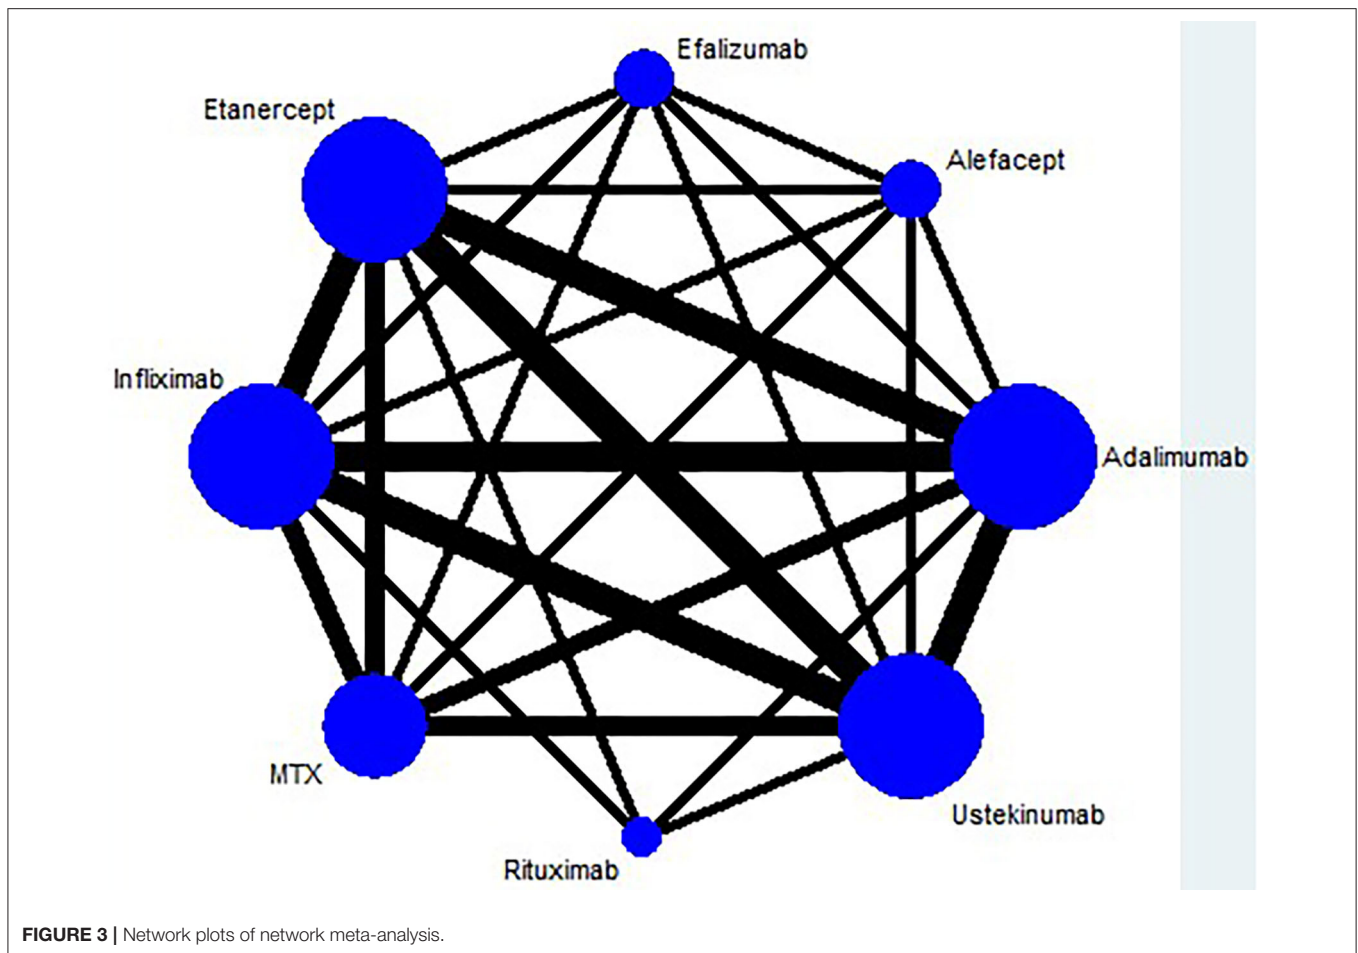 Efalizumab
Etanercept
Alefacept
Infliximab
Adalimumab
MTX
Ustekinumab
Rituximab
FIGURE 3 | Network plots of network meta-analysis.